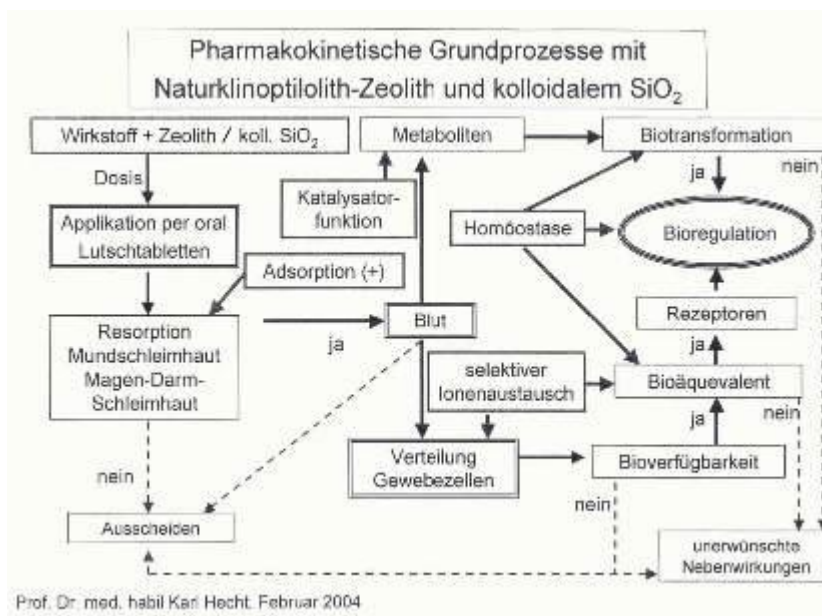 Pharmakokinetische Grundprozesse mit
Naturklinoptilolith-Zeolith und kolloidalem SiO₂
Wirkstoff + Zeolith / koll. SiO₂
Metaboliten
Biotransformation
Dosis
ja
nein
Katalysator-
funktion
Applikation per oral
Lutschtabletten
Homöostase
Bioregulation
Adsorption (+)
Resorption
Mundschleimhaut
Magen-Darm-
Schleimhaut
ja
Blut
Rezeptoren
ja
selektiver
Ionenaustausch
Bioäquevalent
nein
ja
nein
Verteilung
Gewebezellen
Bioverfügbarkeit
nein
Ausscheiden
unerwünschte
Nebenwirkungen
Prof. Dr. med. habil Karl Hecht. Februar 2004